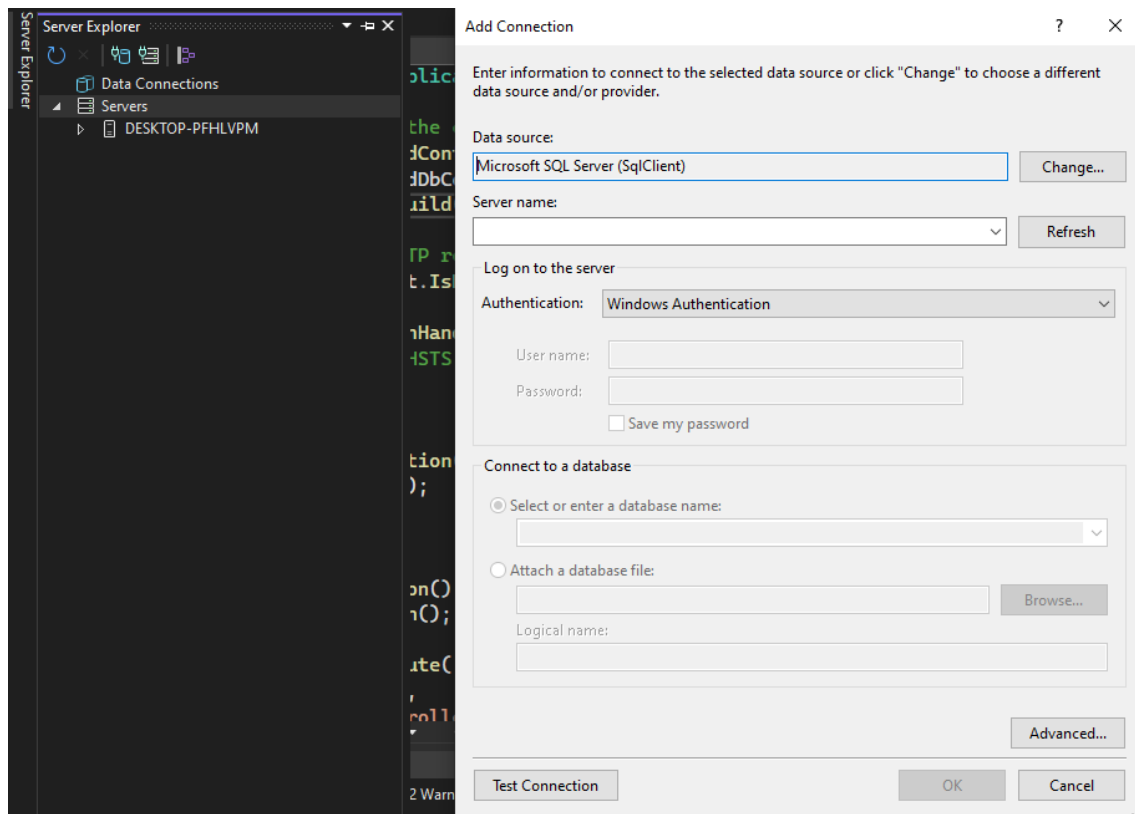 Server Explorer
Server Explorer
Data Connections
Servers
DESKTOP-PFHLVPM
the
t.Is
HSTS
);
();
2 Warn
Add Connection
?
Enter information to connect to the selected data source or click "Change" to choose a different
data source and/or provider.
Data source:
Microsoft SQL Server (SqlClient)
Change...
Server name:
Refresh
Log on to the server
Authentication:
Windows Authentication
User name:
Password:
Save my password
Connect to a database
Select or enter a database name:
Attach a database file:
Browse...
Logical name:
Advanced...
Test Connection
OK
Cancel